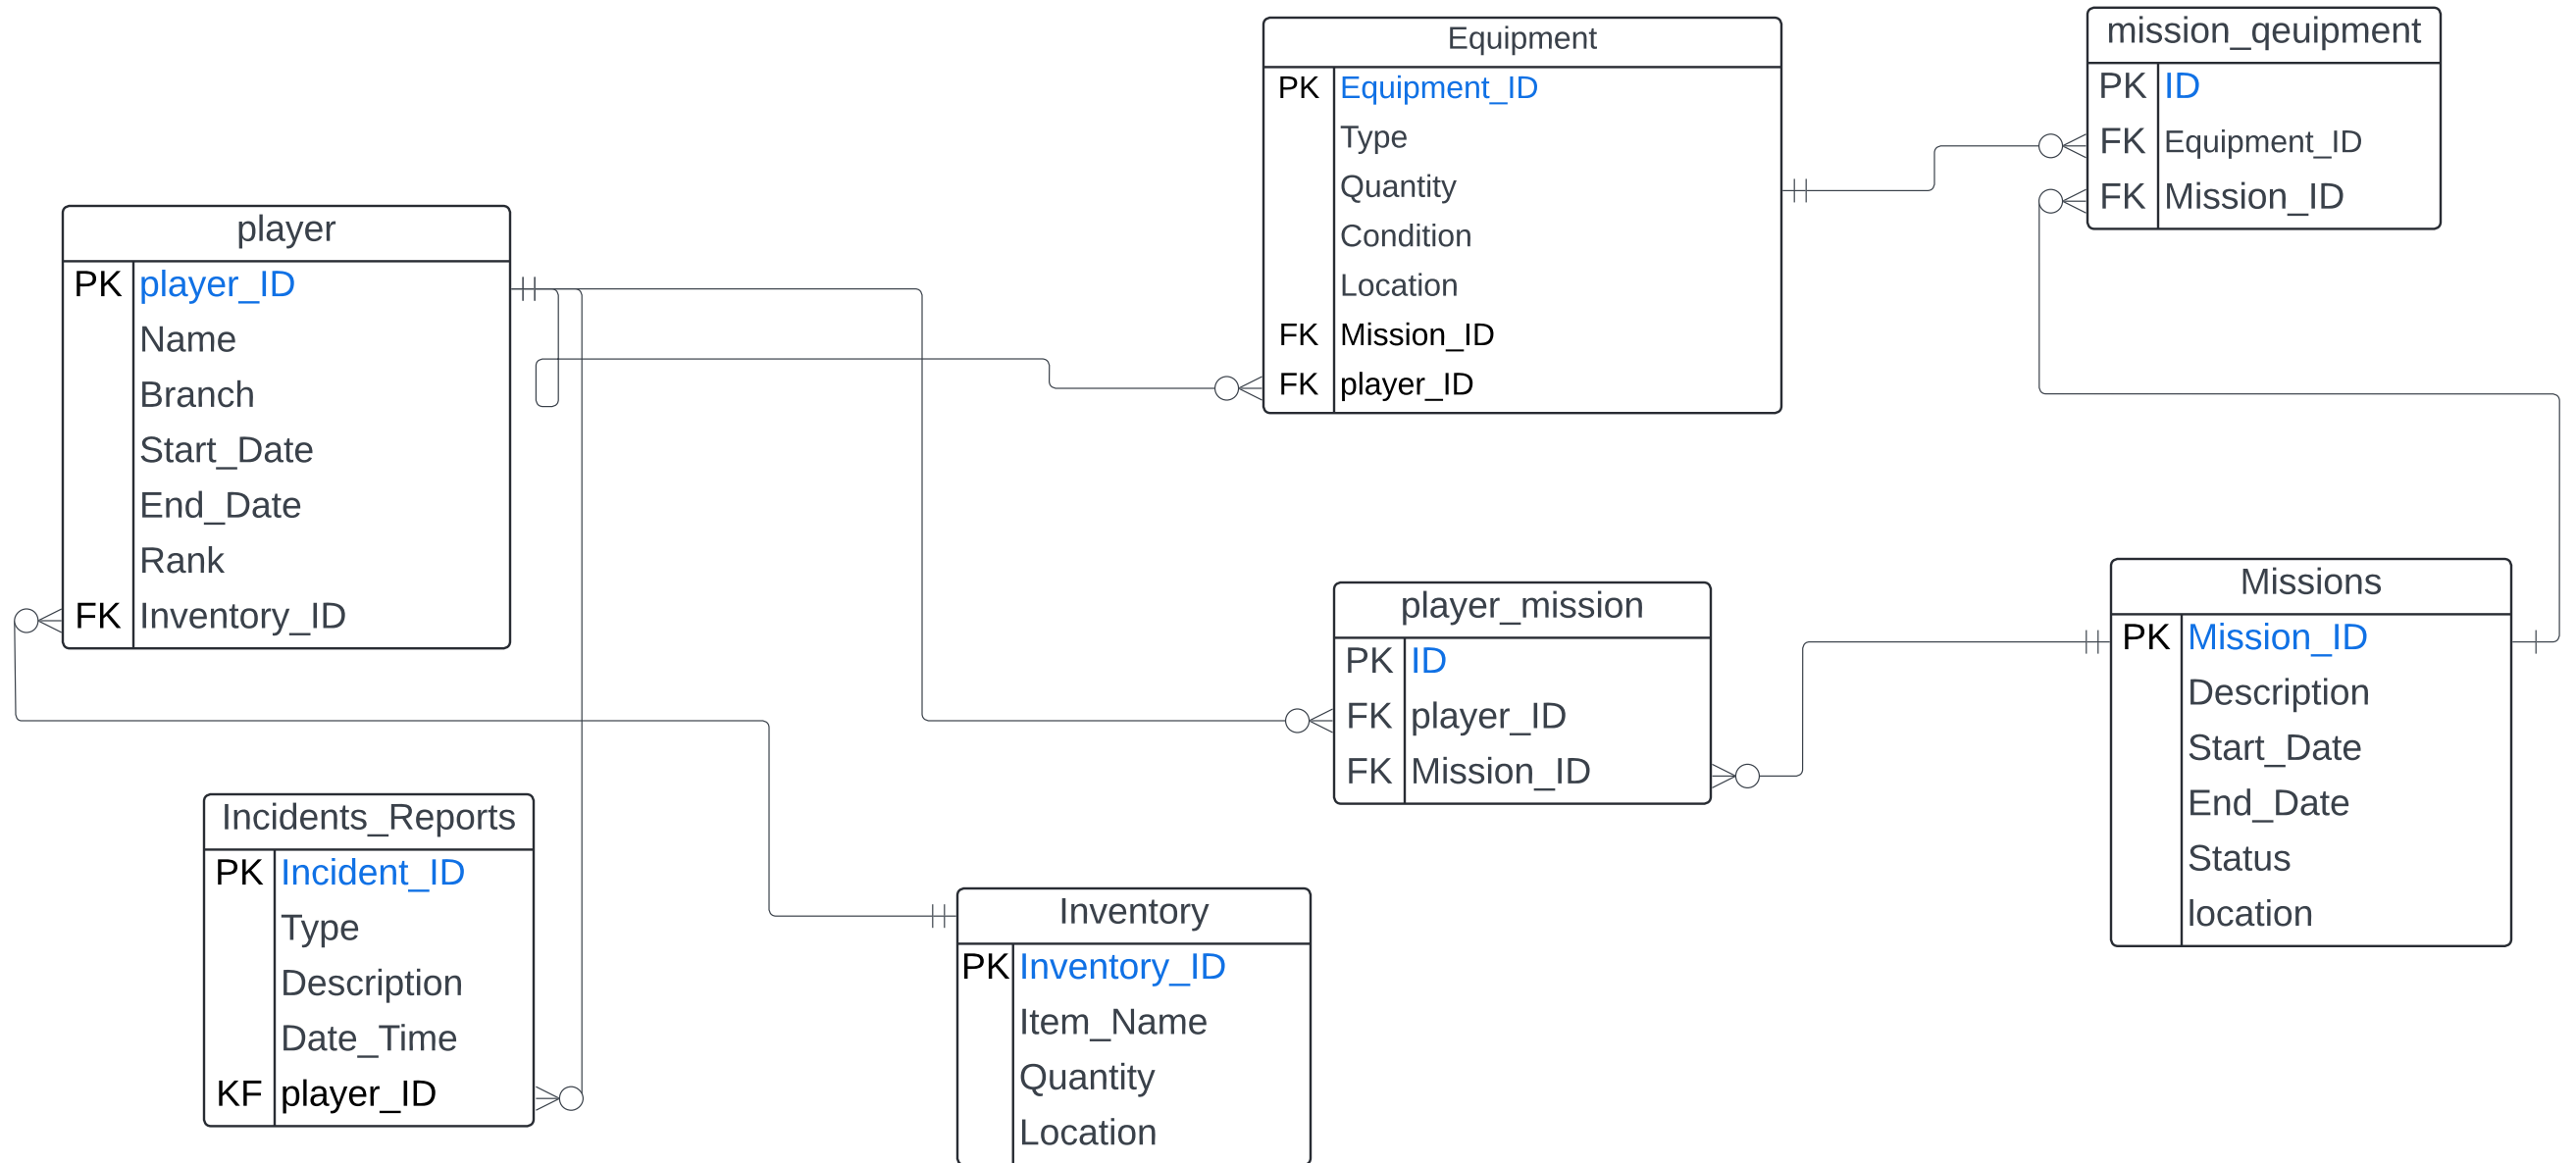 player
PK player_ID
Name
Branch
Start_Date
End_Date
Rank
FK Inventory_ID
Equipment
PK Equipment_ID
Type
Quantity
Condition
Location
FK Mission_ID
FK player_ID
mission_qeuipment
PK ID
FK Equipment_ID
FK Mission_ID
player_mission
PK ID
FK player_ID
FK Mission_ID
Missions
PK Mission_ID
Description
Start_Date
End_Date
Status
location
Incidents_Reports
PK Incident_ID
Type
Description
Date_Time
KF player_ID
Inventory
PK Inventory_ID
Item_Name
Quantity
Location